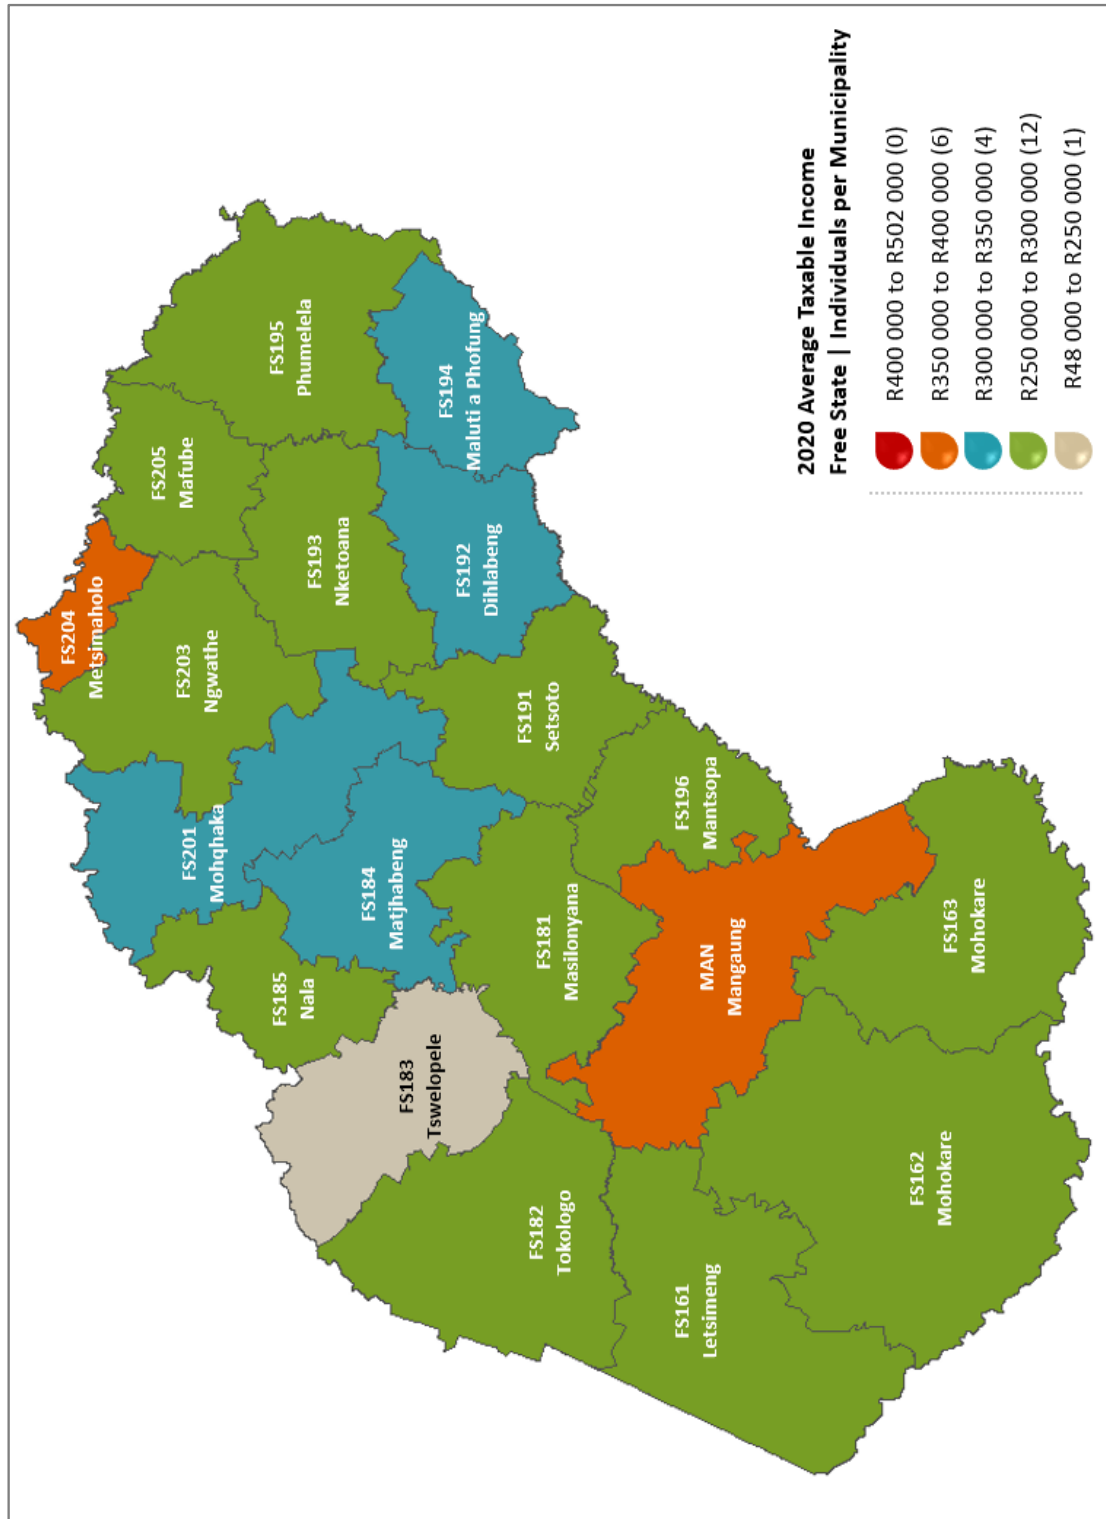 FS204
Metsimaholo
FS205
Mafube
FS195
Phumelela
FS203
Ngwathe
FS201
Mohqhaka
FS193
Nketoana
FS185
Nala
FS184
Matjhabeng
FS194
Maluti a Phofung
FS192
Dihlabeng
FS183
Tswelopele
FS191
Setsoto
FS181
Masilonyana
FS182
Tokologo
FS196
Mantsopa
MAN
Mangaung
FS161
Letsimeng
FS162
Mohokare
FS163
Mohokare
2020 Average Taxable Income
Free State | Individuals per Municipality
R400 000 to R502 000 (0)
R350 000 to R400 000 (6)
R300 000 to R350 000 (4)
R250 000 to R300 000 (12)
R48 000 to R250 000 (1)